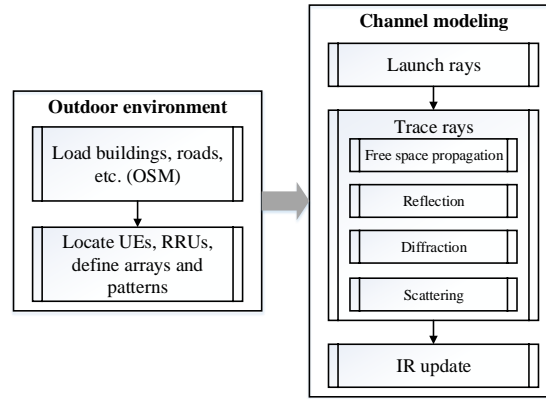 Outdoor environment
Load buildings, roads,
etc. (OSM)
Locate UEs, RRUs,
define arrays and
patterns
Channel modeling
Launch rays
Trace rays
Free space propagation
Reflection
Diffraction
Scattering
IR update